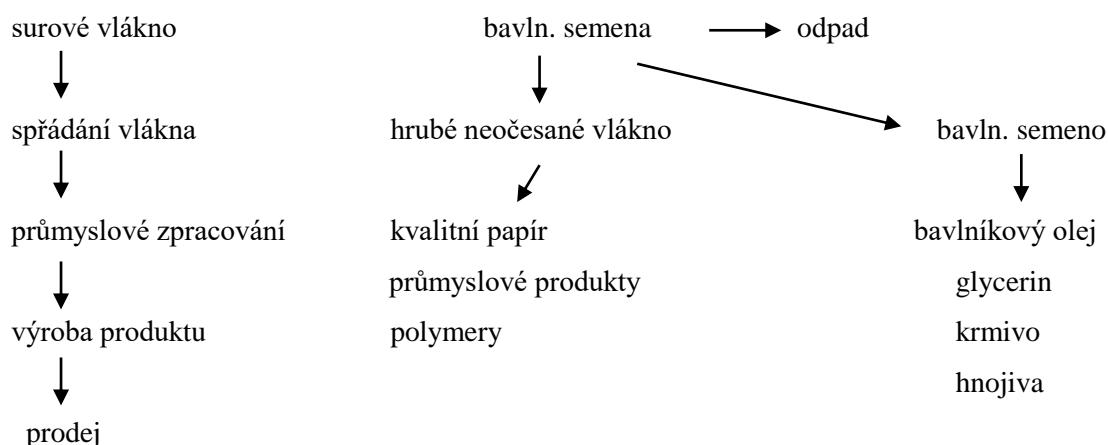 surové vlákno bavln. semena odpad
spřádání vlákna hrubé neočesané vlákno bavln. semeno
průmyslové zpracování kvalitní papír bavlníkový olej
průmyslové produkty glycerin
výroba produktu polymery krmivo
hnojiva
prodej